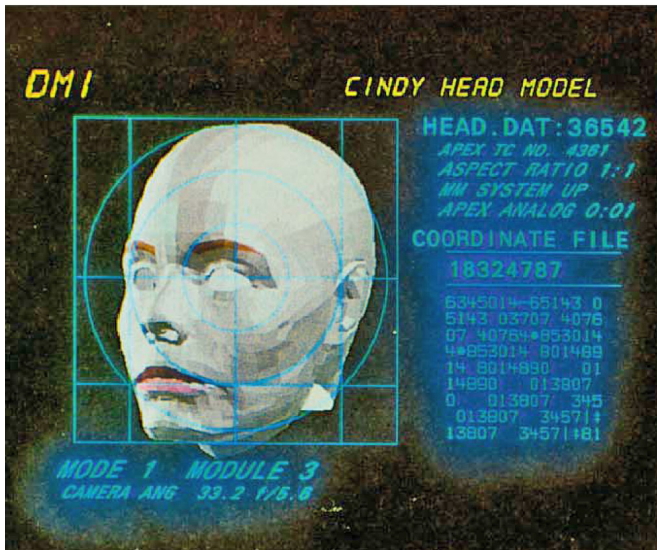 DMI
CINDY HEAD MODEL
HEAD.DAT:36542
APEX TC NO. 4361
ASPECT RATIO 1:1
MM SYSTEM UP
APEX ANALOG 0:01
COORDINATE FILE
18324787
6345014-65143 0
5143 03707 4076
07 40764*853014
4*853014 801489
14 8014890 01
14890 013807
0 013807 345
013807 34571‡
13807 34571‡81
MODE 1 MODULE 3
CAMERA ANG 33.2 f/5.6